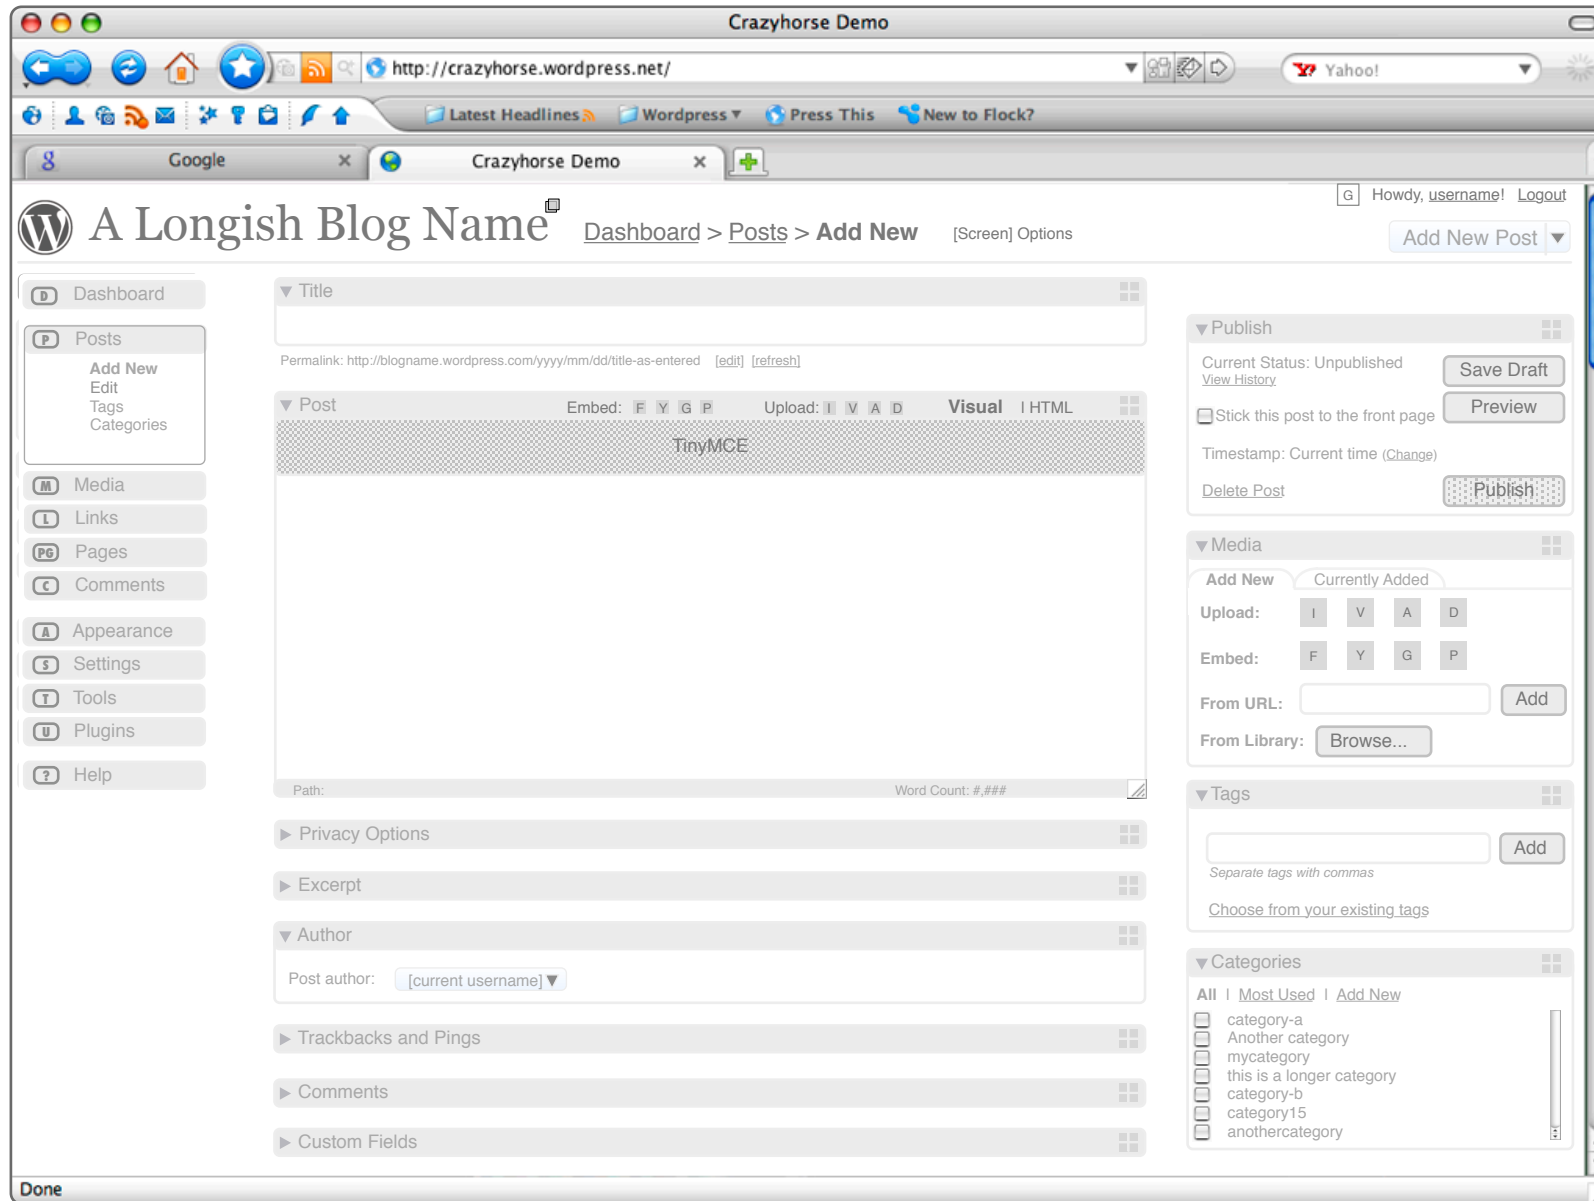 Crazyhorse Demo
http://crazyhorse.wordpress.net/
Yahoo!
Latest Headlines Wordpress Press This New to Flock?
Google
Crazyhorse Demo
G Howdy, username! Logout
A Longish Blog Name
Dashboard > Posts > Add New [Screen] Options
Add New Post
D Dashboard
P Posts
Add New
Edit
Tags
Categories
M Media
L Links
PG Pages
C Comments
A Appearance
S Settings
T Tools
U Plugins
? Help
Title
Permalink: http://blogname.wordpress.com/yyyy/mm/dd/title-as-entered [edit] [refresh]
Post Embed: F Y G P Upload: I V A D Visual | HTML
TinyMCE
Path: Word Count: #,###
Privacy Options
Excerpt
Author
Post author: [current username]
Trackbacks and Pings
Comments
Custom Fields
Publish
Current Status: Unpublished
View History
Save Draft
Stick this post to the front page
Preview
Timestamp: Current time (Change)
Delete Post
Publish
Media
Add New Currently Added
Upload: I V A D
Embed: F Y G P
From URL: Add
From Library: Browse...
Tags
Add
Separate tags with commas
Choose from your existing tags
Categories
All | Most Used | Add New
category-a
Another category
mycategory
this is a longer category
category-b
category15
anothercategory
Done